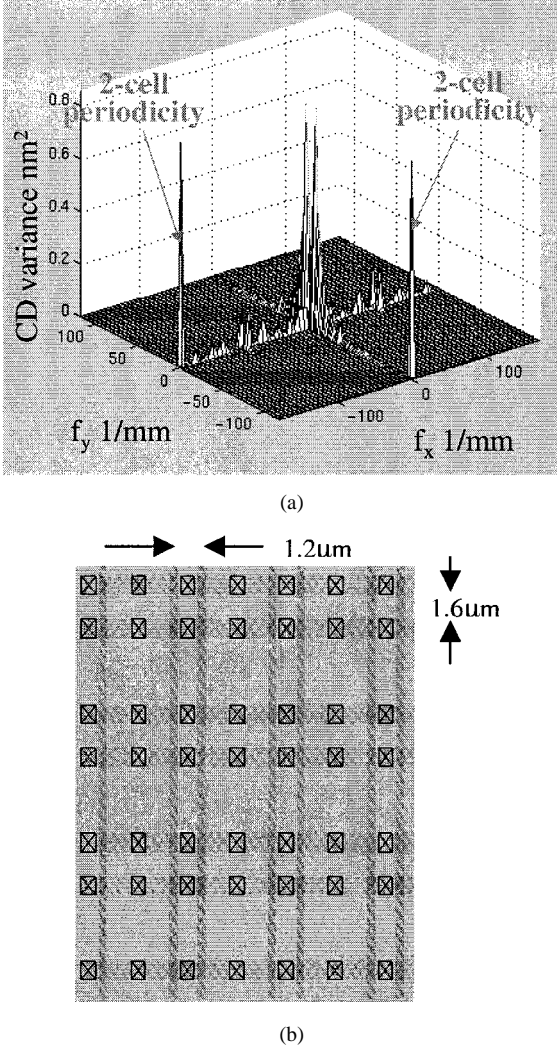 2-cell
periodicity
2-cell
periodicity
CD variance nm²
0.8
0.6
0.4
0.2
0
100
50
0
-50
-100
-100
0
100
f_y 1/mm
f_x 1/mm
(a)
1.2um
1.6um
(b)